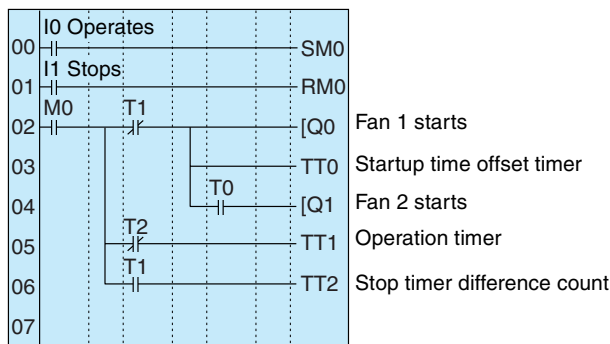 I0 Operates
00 SM0
I1 Stops
01 RM0
M0 T1
02 [Q0 Fan 1 starts
03 TT0 Startup time offset timer
T0
04 [Q1 Fan 2 starts
T2
05 TT1 Operation timer
T1
06 TT2 Stop timer difference count
07